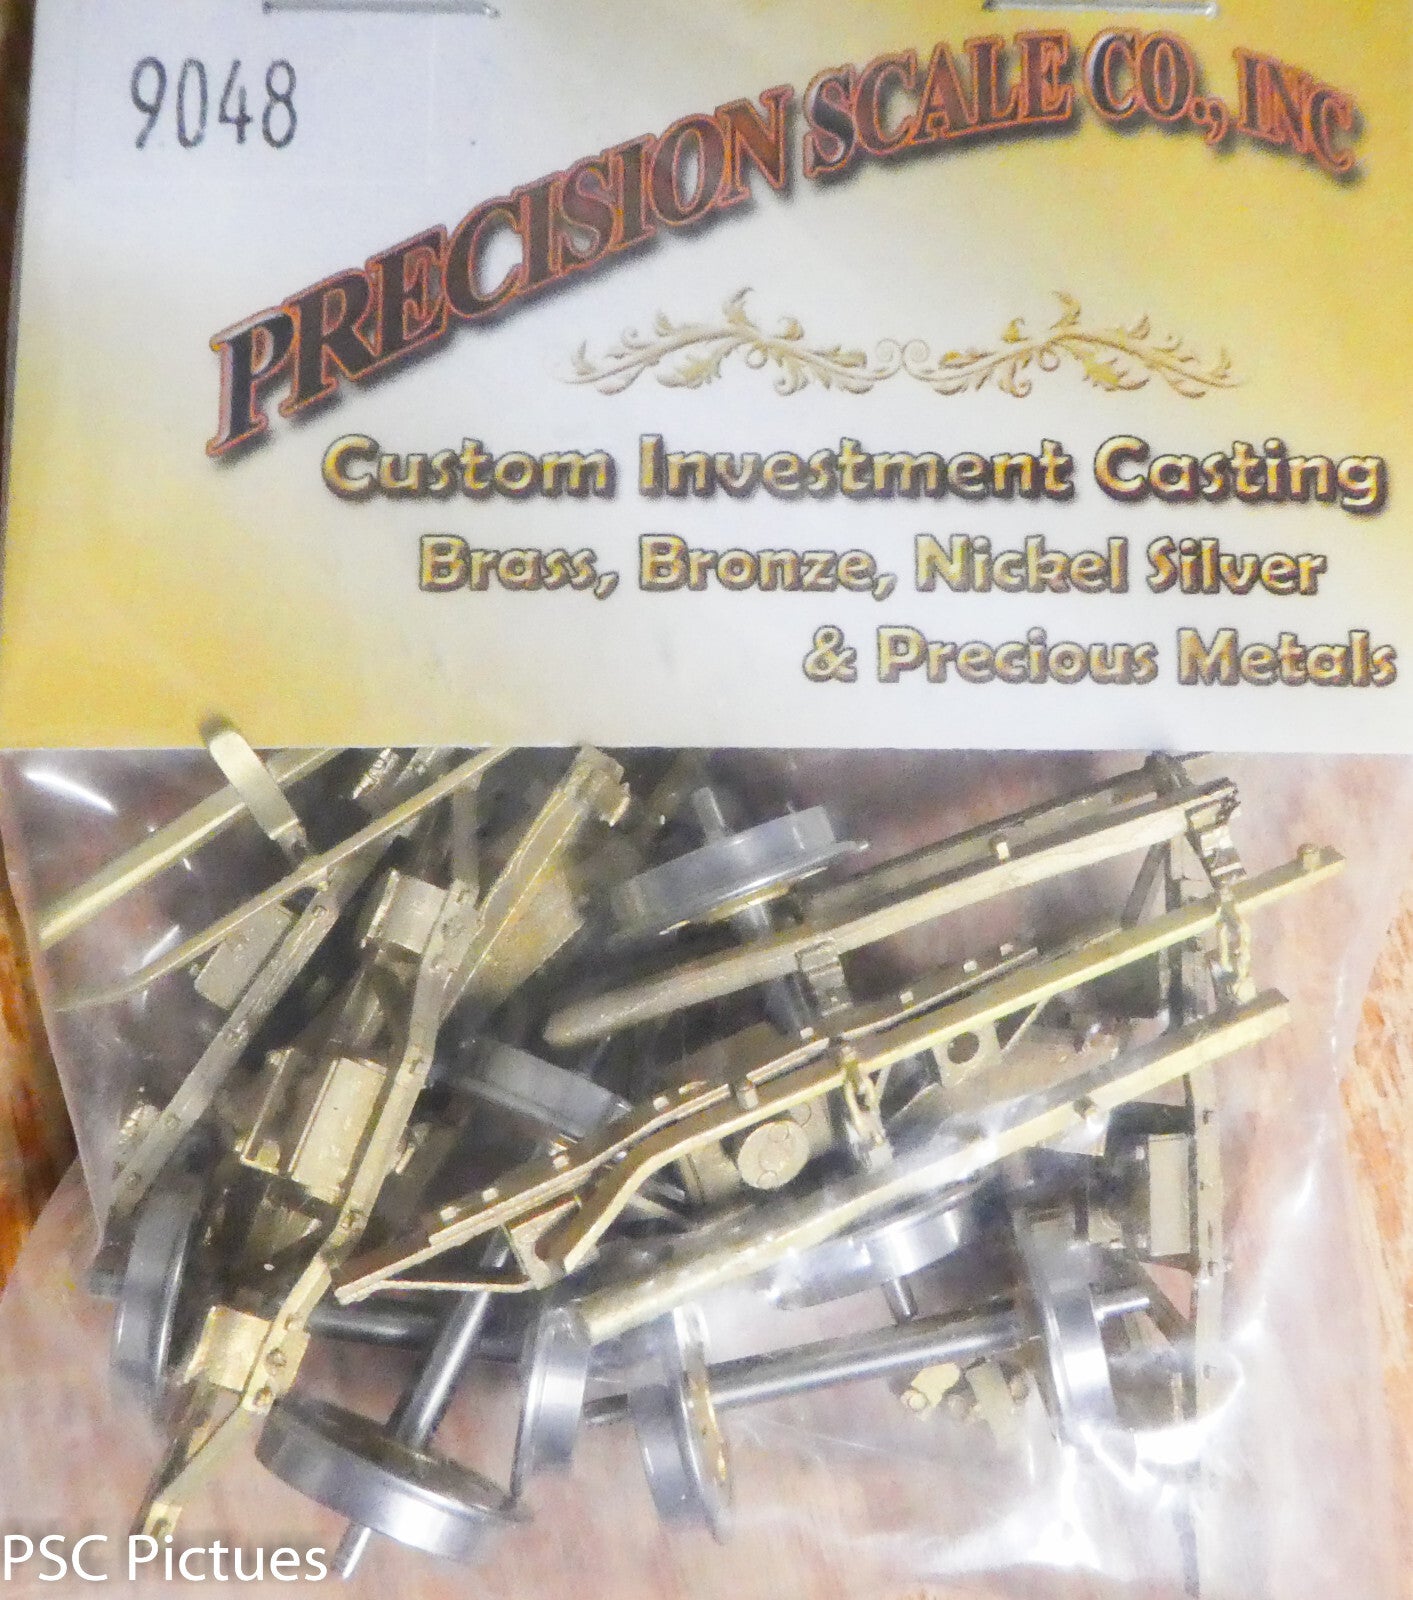 9048
PRECISION SCALE CO., INC
Custom Investment Casting
Brass, Bronze, Nickel Silver
& Precious Metals
PSC Pictues